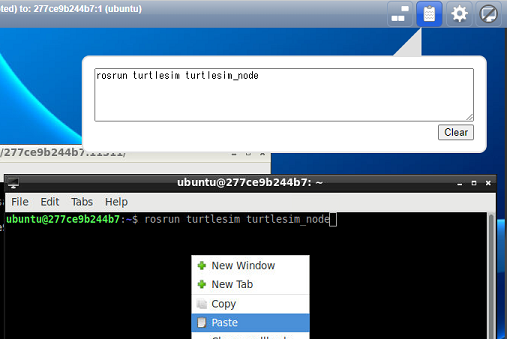 ted) to: 277ce9b244b7:1 (ubuntu)
rosrun turtlesim turtlesim_node
Clear
/277ce9b244b7:11311/
ubuntu@277ce9b244b7: ~
File Edit Tabs Help
ubuntu@277ce9b244b7:~$ rosrun turtlesim turtlesim_node
New Window
New Tab
Copy
Paste